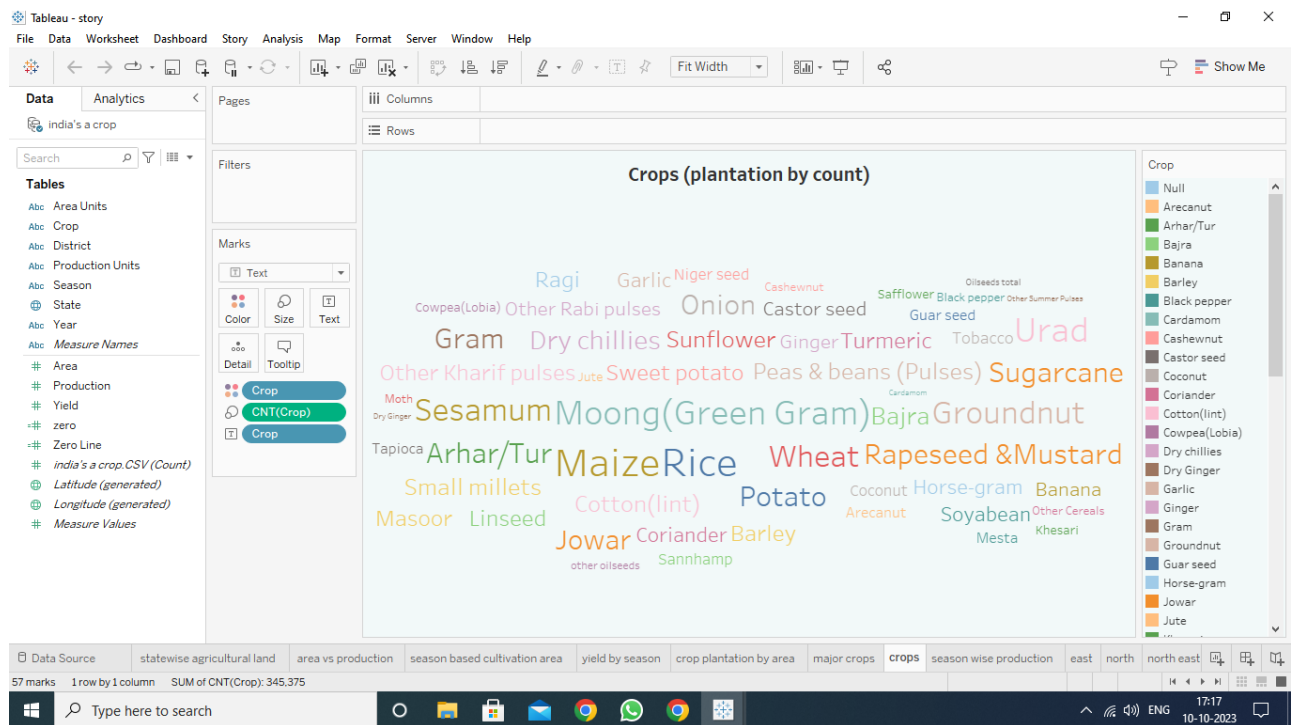 Tableau - story
File Data Worksheet Dashboard Story Analysis Map Format Server Window Help
Fit Width
Show Me
Data Analytics
india's a crop
Search
Tables
Abc Area Units
Abc Crop
Abc District
Abc Production Units
Abc Season
State
Abc Year
Abc Measure Names
# Area
# Production
# Yield
=# zero
=# Zero Line
# india's a crop.CSV (Count)
Latitude (generated)
Longitude (generated)
# Measure Values
Pages
Filters
Marks
T Text
Color Size Text
Detail Tooltip
Crop
CNT(Crop)
T Crop
iii Columns
Rows
Crops (plantation by count)
Ragi Garlic Niger seed Cashewnut Oilseeds total
Cowpea(Lobia) Other Rabi pulses Onion Castor seed Safflower Black pepper Other Summer Pulses
Guar seed
Gram Dry chillies Sunflower Ginger Turmeric Tobacco Urad
Other Kharif pulses Jute Sweet potato Peas & beans (Pulses) Sugarcane
Moth Cardamom
Dry Ginger Sesamum Moong(Green Gram) Bajra Groundnut
Tapioca Arhar/Tur Maize Rice Wheat Rapeseed &Mustard
Small millets Cotton(lint) Potato Coconut Horse-gram Banana
Masoor Linseed Arecanut Soyabean Other Cereals
Jowar Coriander Barley Mesta Khesari
other oilseeds Sannhamp
Crop
Null
Arecanut
Arhar/Tur
Bajra
Banana
Barley
Black pepper
Cardamom
Cashewnut
Castor seed
Coconut
Coriander
Cotton(lint)
Cowpea(Lobia)
Dry chillies
Dry Ginger
Garlic
Ginger
Gram
Groundnut
Guar seed
Horse-gram
Jowar
Jute
Data Source statewise agricultural land area vs production season based cultivation area yield by season crop plantation by area major crops crops season wise production east north north east
57 marks 1 row by 1 column SUM of CNT(Crop): 345,375
Type here to search
ENG
17:17
10-10-2023